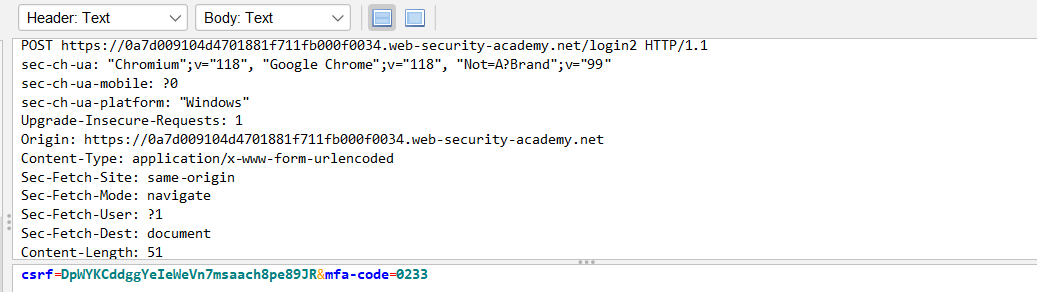 Header: Text Body: Text
POST https://0a7d009104d4701881f711fb000f0034.web-security-academy.net/login2 HTTP/1.1
sec-ch-ua: "Chromium";v="118", "Google Chrome";v="118", "Not=A?Brand";v="99"
sec-ch-ua-mobile: ?0
sec-ch-ua-platform: "Windows"
Upgrade-Insecure-Requests: 1
Origin: https://0a7d009104d4701881f711fb000f0034.web-security-academy.net
Content-Type: application/x-www-form-urlencoded
Sec-Fetch-Site: same-origin
Sec-Fetch-Mode: navigate
Sec-Fetch-User: ?1
Sec-Fetch-Dest: document
Content-Length: 51
csrf=DpWYKCddggYeIeWeVn7msaach8pe89JR&mfa-code=0233